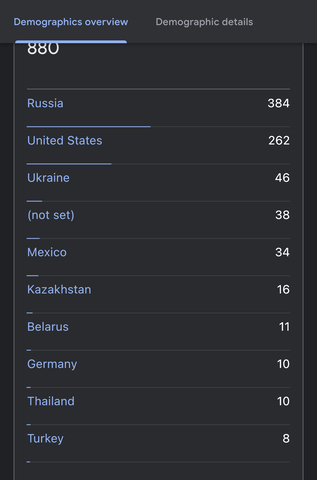 Demographics overview Demographic details
880
Russia 384
United States 262
Ukraine 46
(not set) 38
Mexico 34
Kazakhstan 16
Belarus 11
Germany 10
Thailand 10
Turkey 8